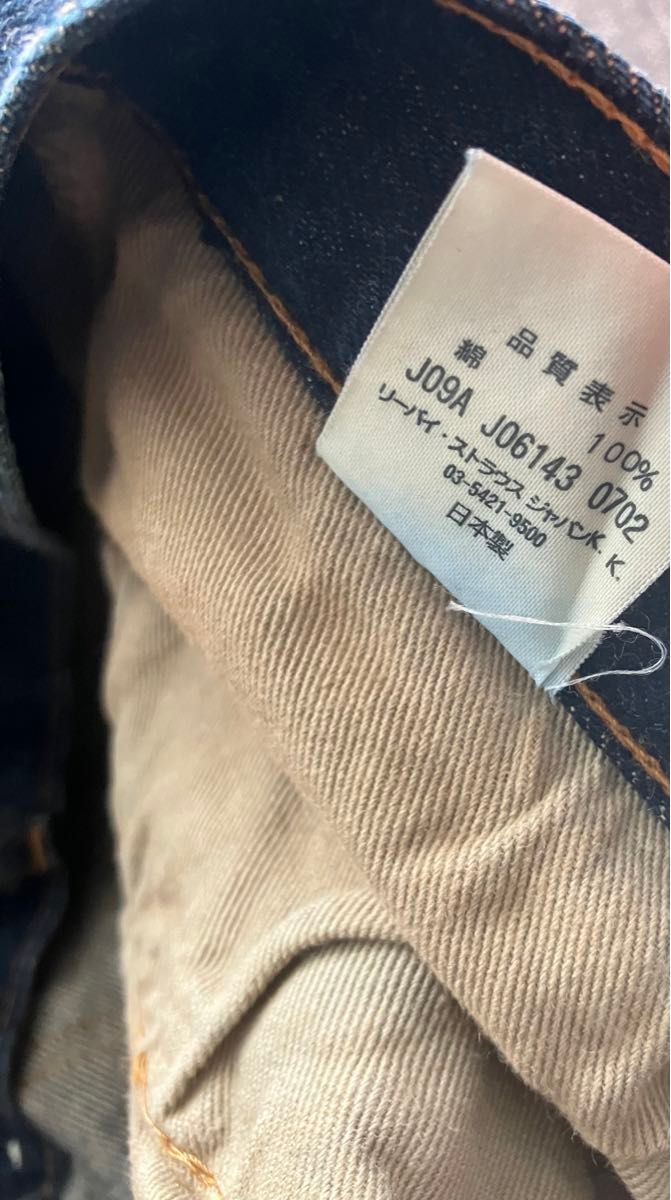 品質表示
綿 100%
J09A J06143 0702
リーバイ・ストラウス ジャパンK.K.
03-5421-9500
日本製